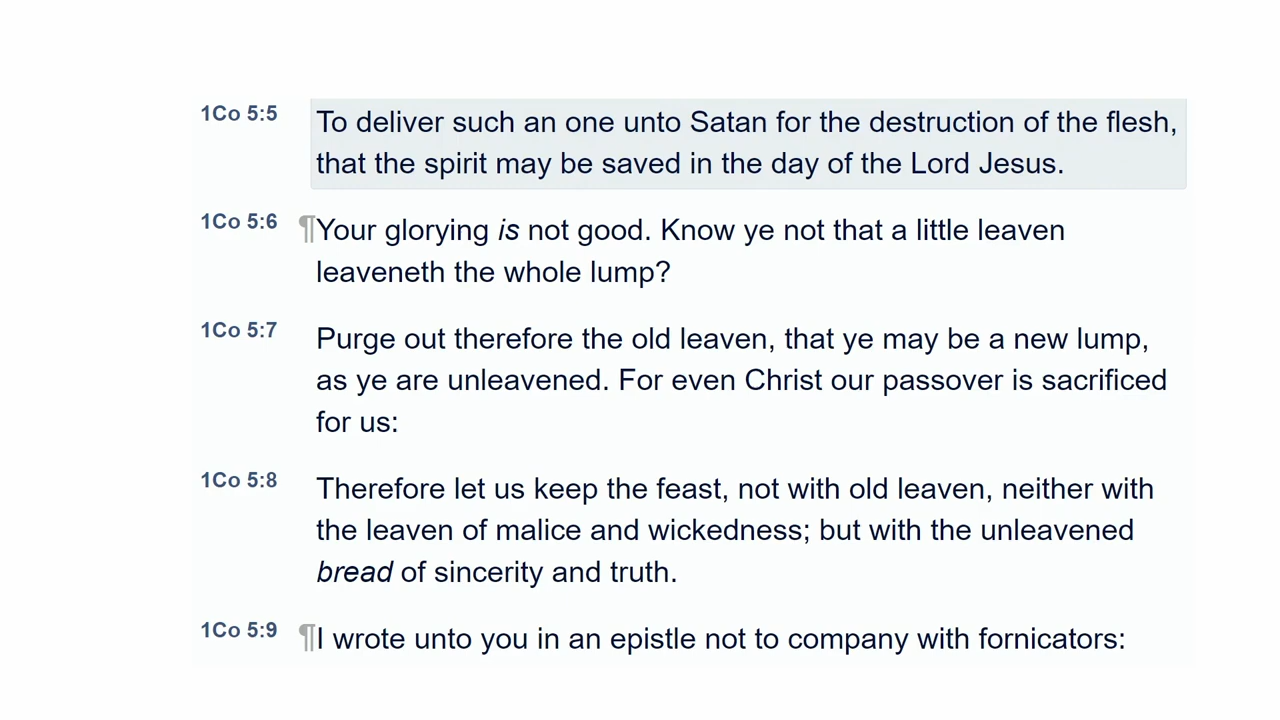 1Co 5:5 To deliver such an one unto Satan for the destruction of the flesh,
that the spirit may be saved in the day of the Lord Jesus.
1Co 5:6 ¶Your glorying is not good. Know ye not that a little leaven
leaveneth the whole lump?
1Co 5:7 Purge out therefore the old leaven, that ye may be a new lump,
as ye are unleavened. For even Christ our passover is sacrificed
for us:
1Co 5:8 Therefore let us keep the feast, not with old leaven, neither with
the leaven of malice and wickedness; but with the unleavened
bread of sincerity and truth.
1Co 5:9 ¶I wrote unto you in an epistle not to company with fornicators: